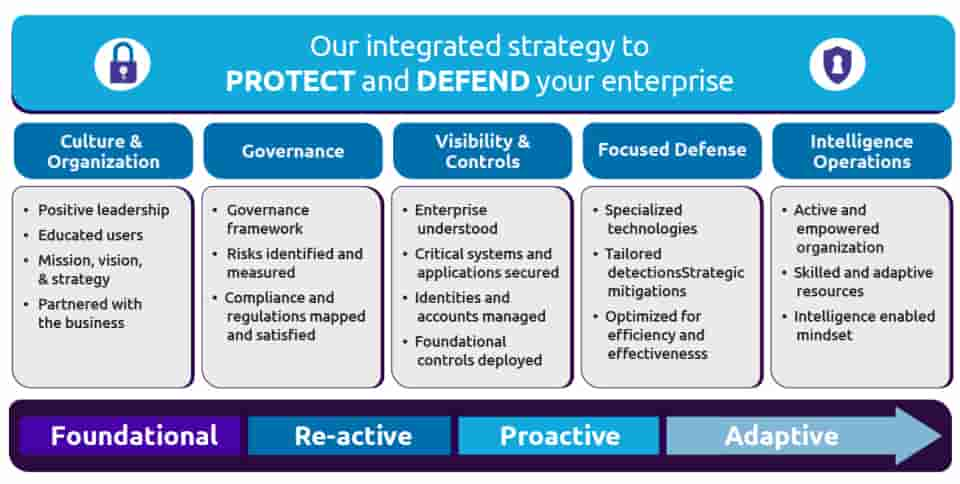 Our integrated strategy to
PROTECT and DEFEND your enterprise
Culture &
Organization
• Positive leadership
• Educated users
• Mission, vision,
& strategy
• Partnered with
the business
Governance
• Governance
framework
• Risks identified and
measured
• Compliance and
regulations mapped
and satisfied
Visibility &
Controls
• Enterprise
understood
• Critical systems and
applications secured
• Identities and
accounts managed
• Foundational
controls deployed
Focused Defense
• Specialized
technologies
• Tailored
detectionsStrategic
mitigations
• Optimized for
efficiency and
effectivenesss
Intelligence
Operations
• Active and
empowered
organization
• Skilled and adaptive
resources
• Intelligence enabled
mindset
Foundational
Re-active
Proactive
Adaptive